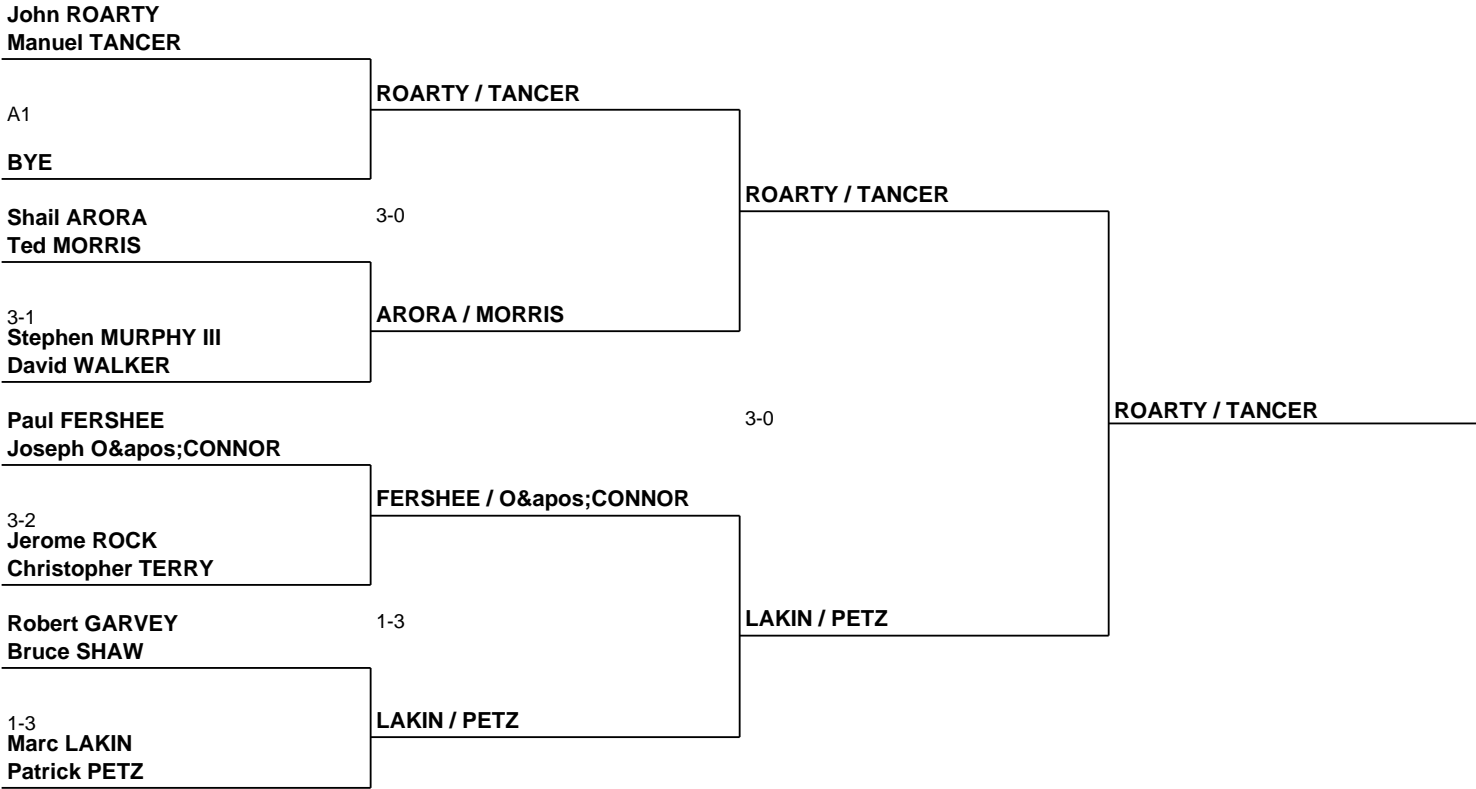 John ROARTY
Manuel TANCER
A1
BYE
Shail ARORA
Ted MORRIS
3-1
Stephen MURPHY III
David WALKER
Paul FERSHEE
Joseph O&apos;CONNOR
3-2
Jerome ROCK
Christopher TERRY
Robert GARVEY
Bruce SHAW
1-3
Marc LAKIN
Patrick PETZ
ROARTY / TANCER
3-0
ARORA / MORRIS
FERSHEE / O&apos;CONNOR
1-3
LAKIN / PETZ
ROARTY / TANCER
3-0
LAKIN / PETZ
ROARTY / TANCER